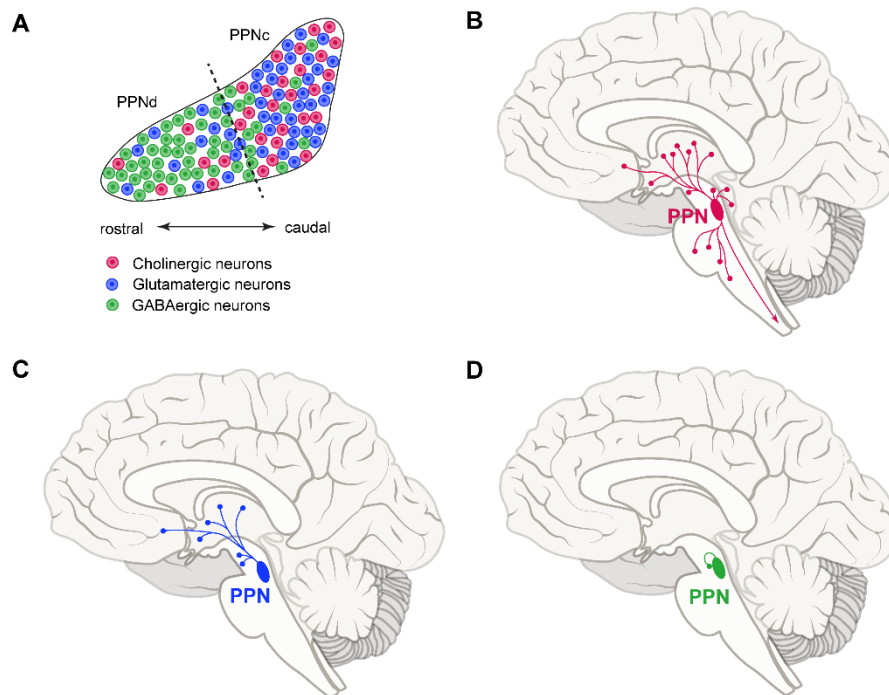 A
PPNc
PPNd
rostral
caudal
Cholinergic neurons
Glutamatergic neurons
GABAergic neurons
B
PPN
C
PPN
D
PPN